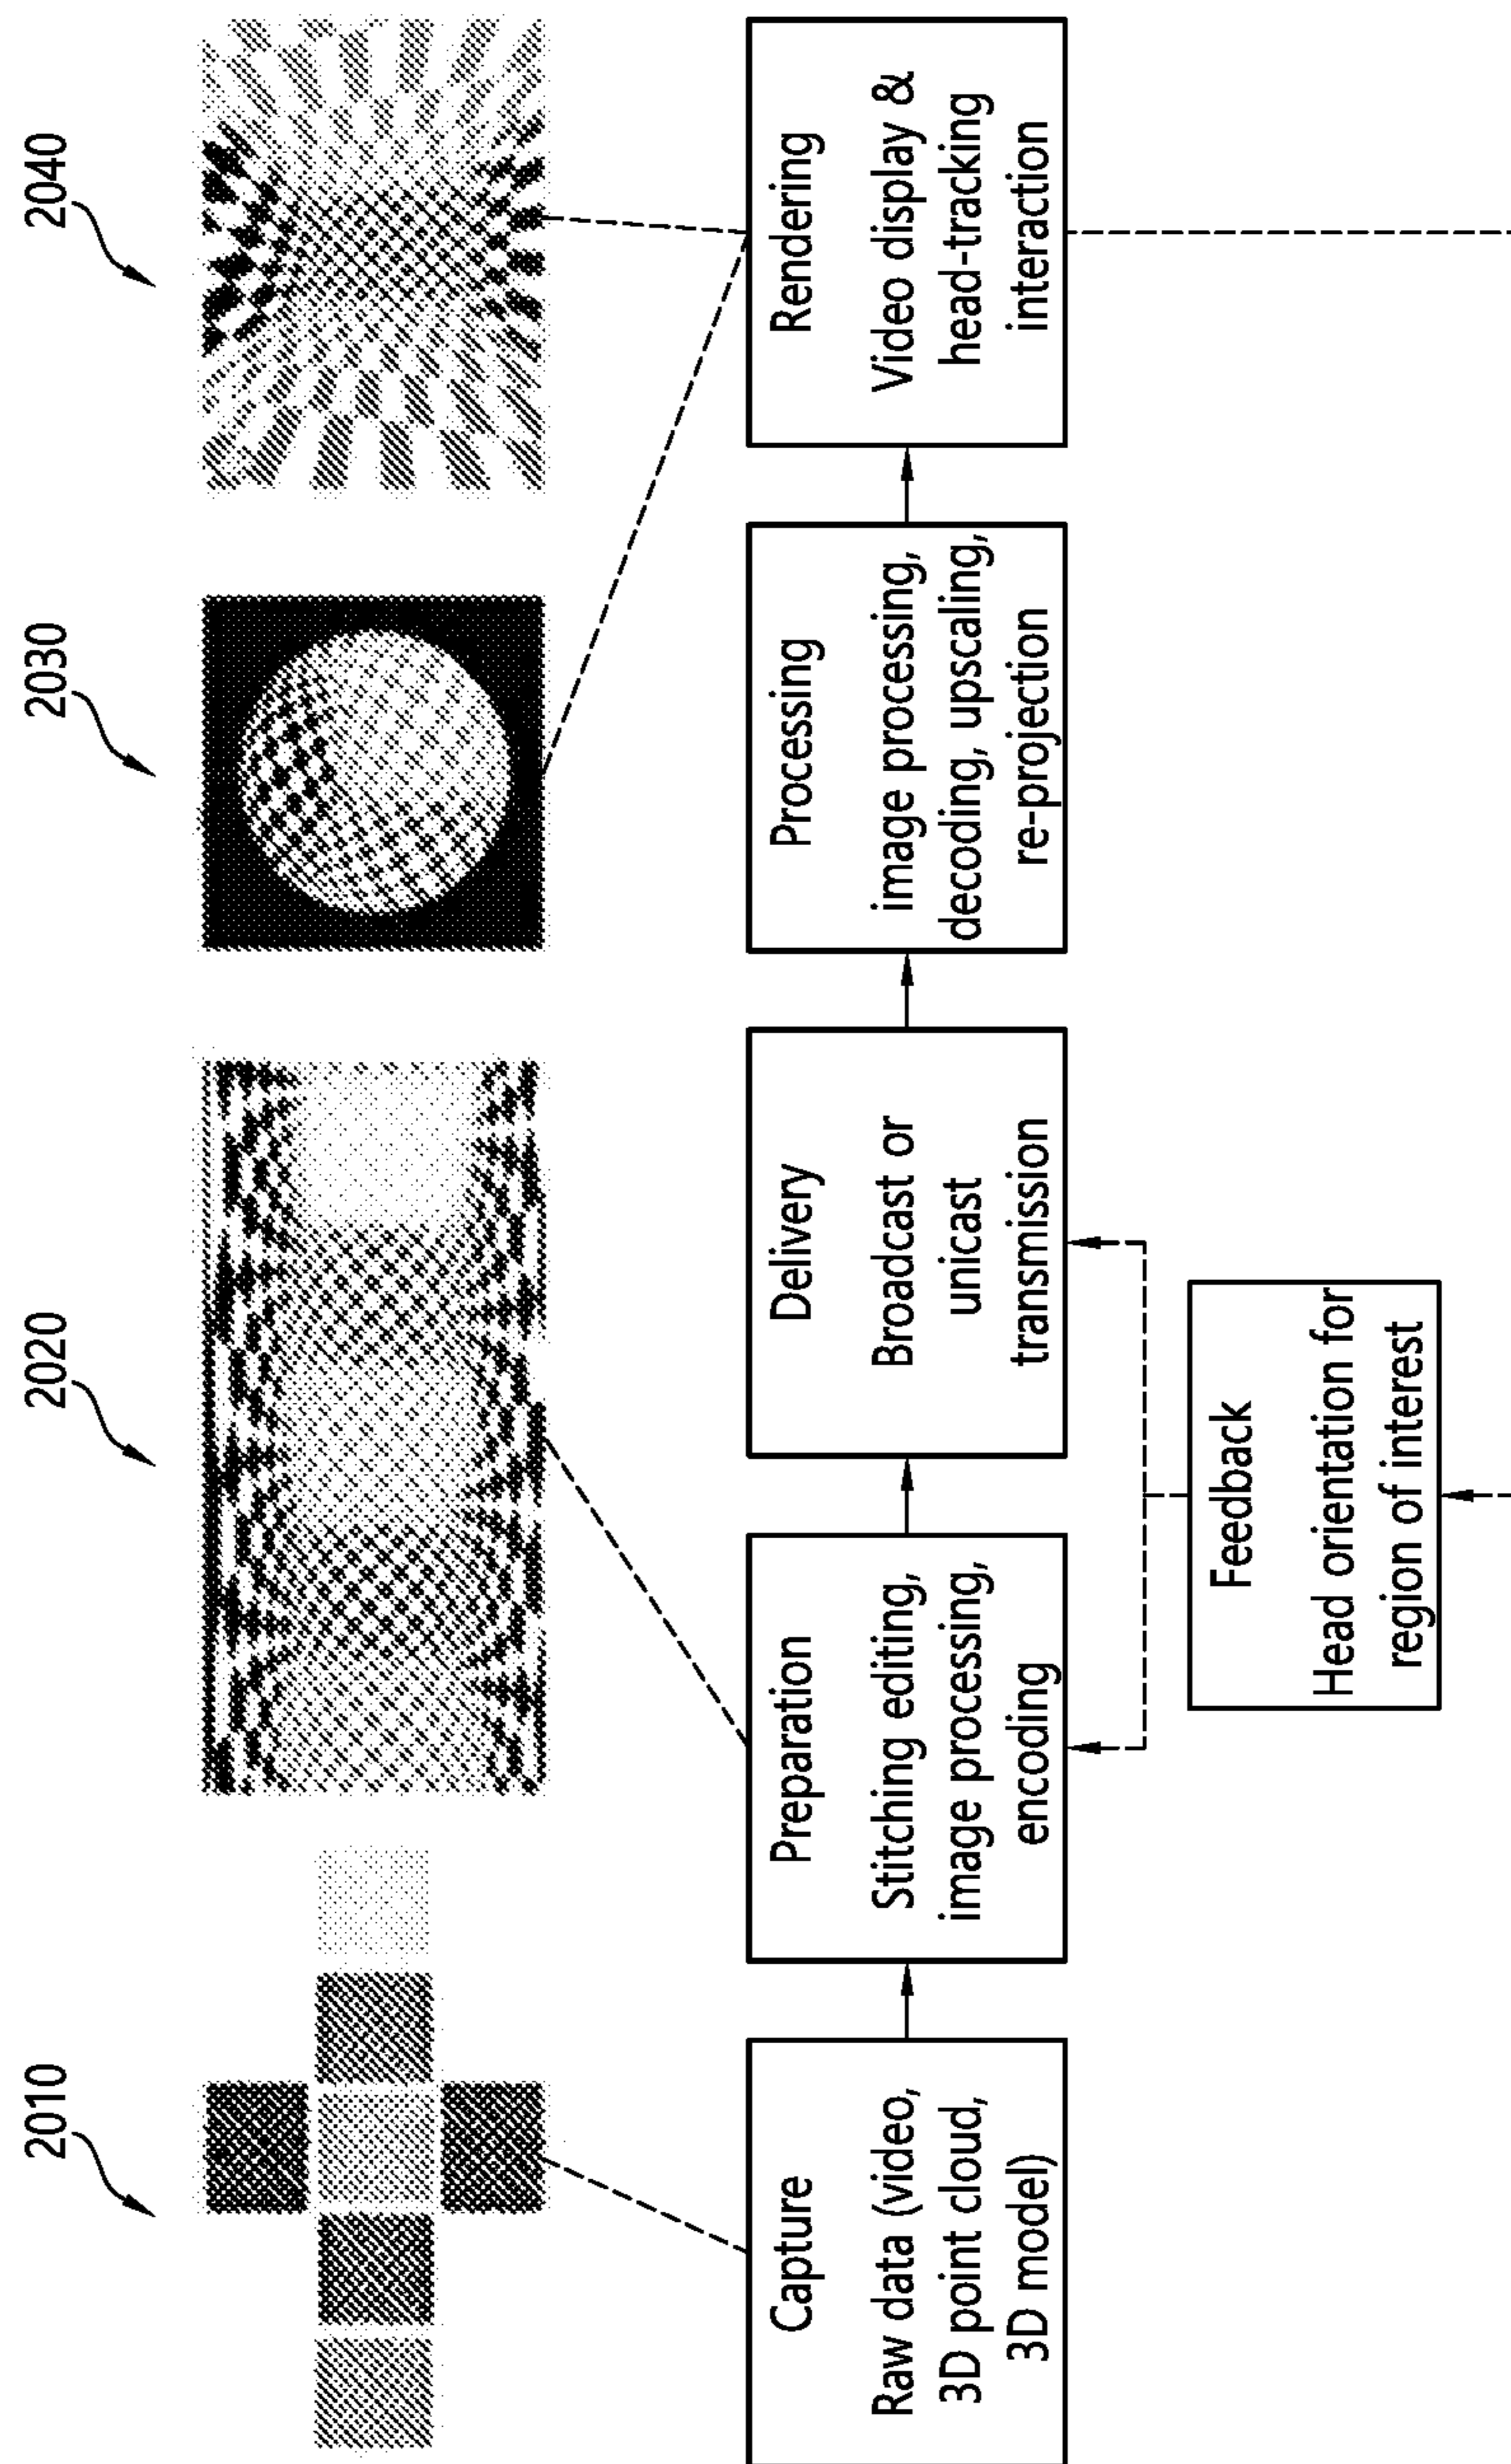 2010
2020
2030
2040
Capture
Raw data (video,
3D point cloud,
3D model)
Preparation
Stitching editing,
image processing,
encoding
Delivery
Broadcast or
unicast
transmission
Processing
image processing,
decoding, upscaling,
re-projection
Rendering
Video display &
head-tracking
interaction
Feedback
Head orientation for
region of interest